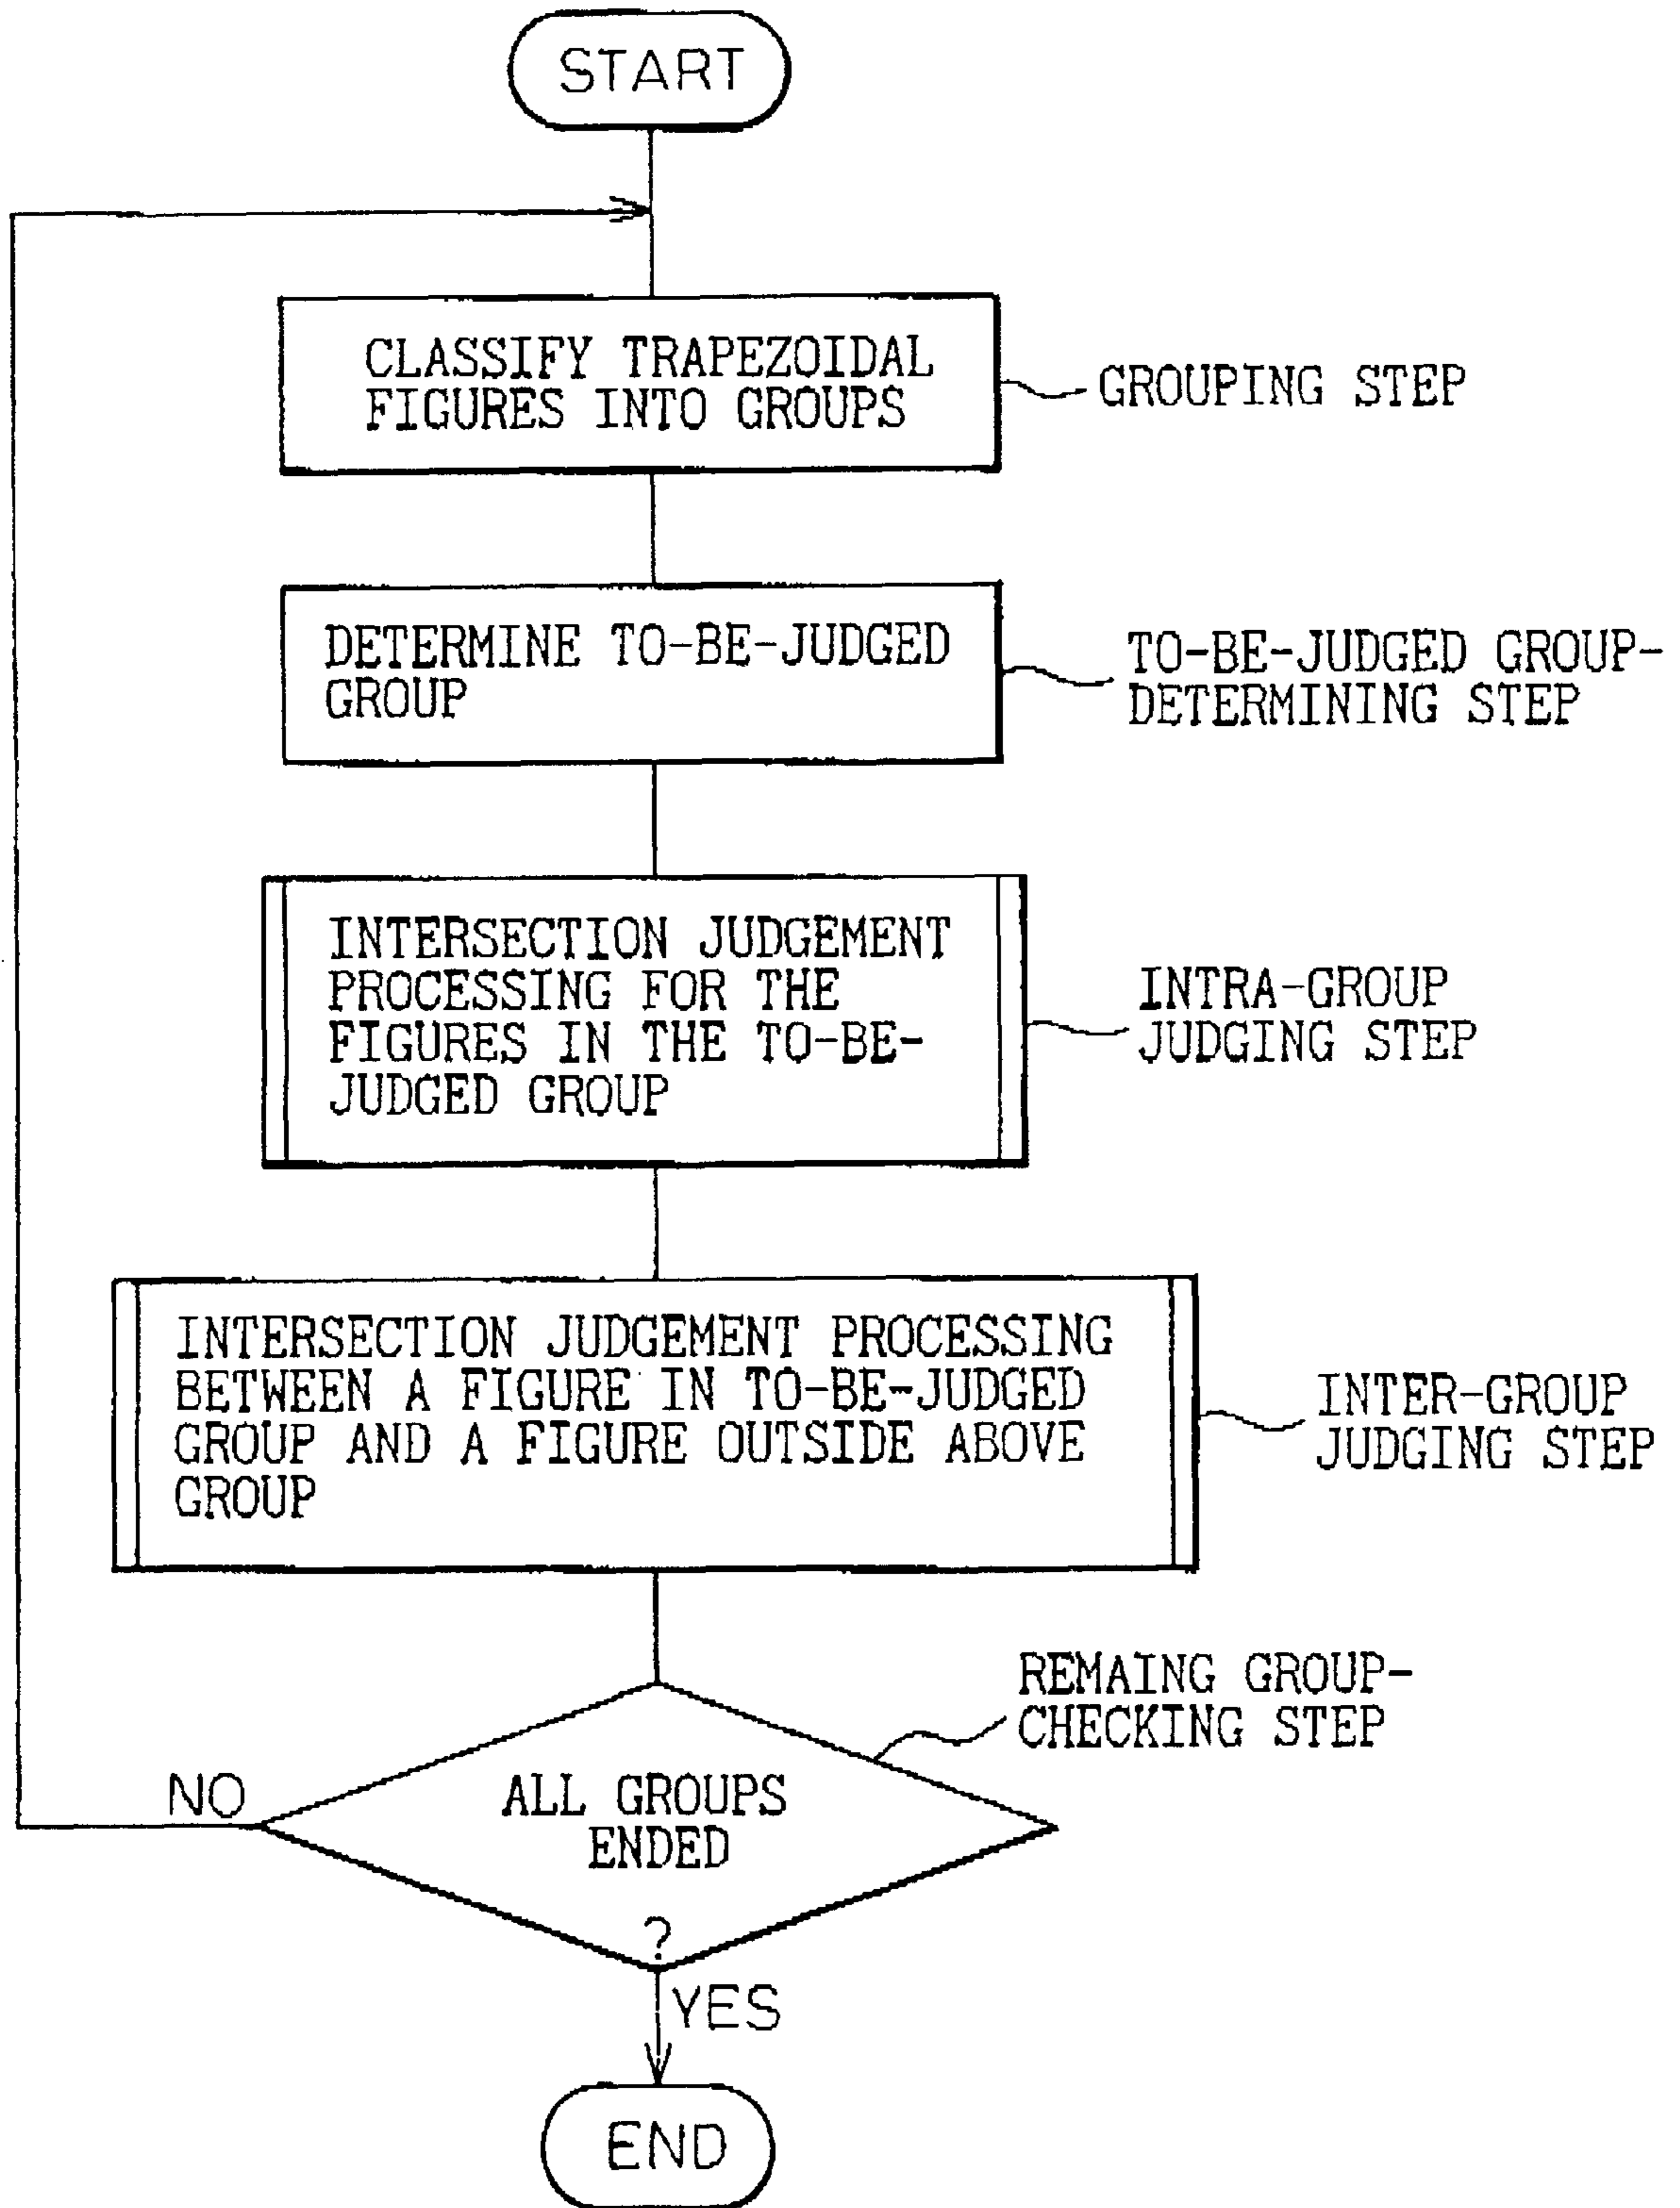 START
CLASSIFY TRAPEZOIDAL
FIGURES INTO GROUPS
GROUPING STEP
DETERMINE TO-BE-JUDGED
GROUP
TO-BE-JUDGED GROUP-
DETERMINING STEP
INTERSECTION JUDGEMENT
PROCESSING FOR THE
FIGURES IN THE TO-BE-
JUDGED GROUP
INTRA-GROUP
JUDGING STEP
INTERSECTION JUDGEMENT PROCESSING
BETWEEN A FIGURE IN TO-BE-JUDGED
GROUP AND A FIGURE OUTSIDE ABOVE
GROUP
INTER-GROUP
JUDGING STEP
REMAING GROUP-
CHECKING STEP
NO
ALL GROUPS
ENDED
?
YES
END